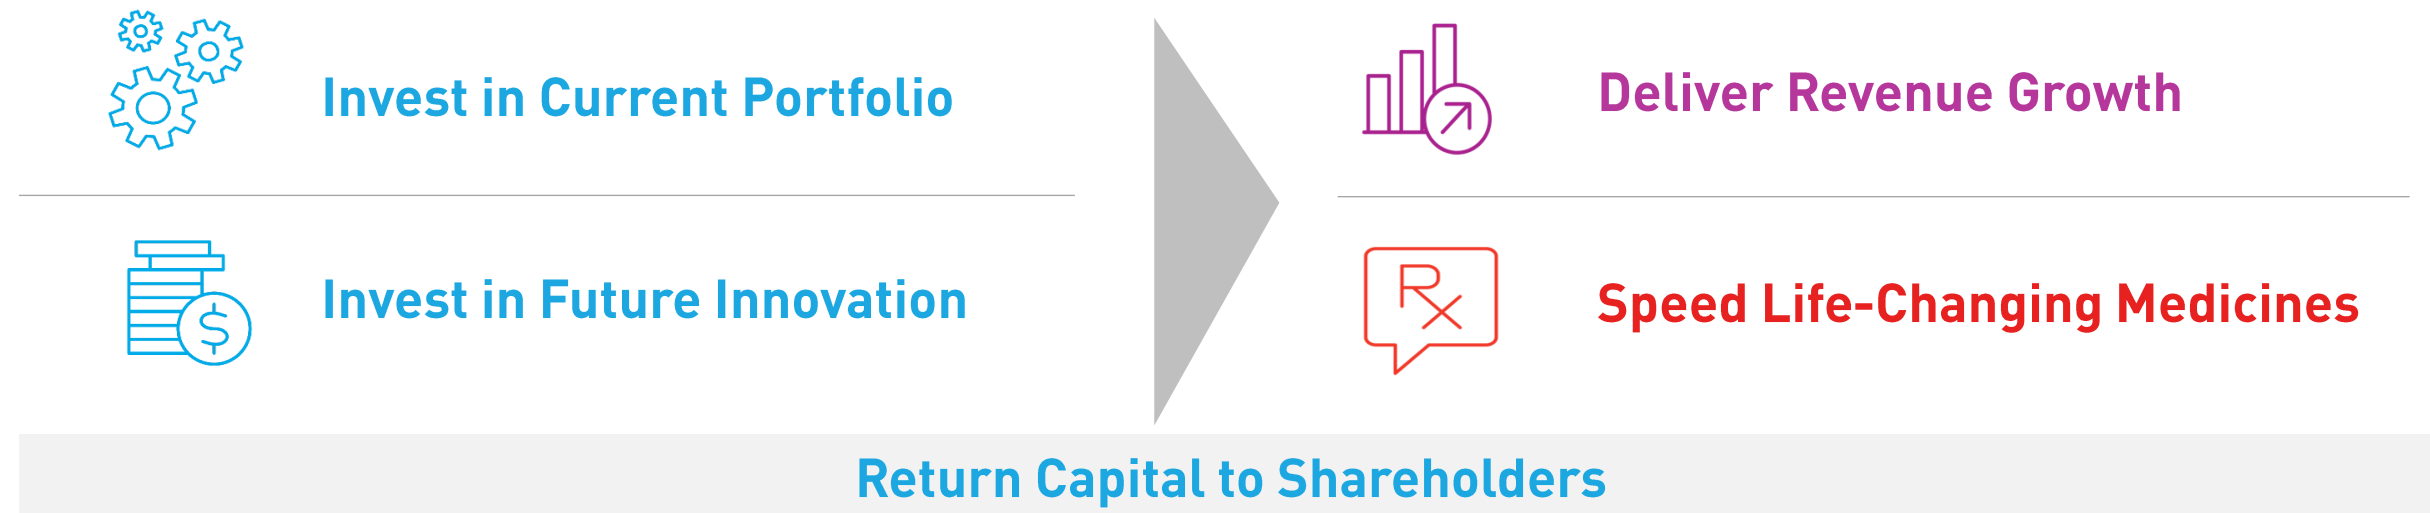 Invest in Current Portfolio
Deliver Revenue Growth
Invest in Future Innovation
$
Rx
Speed Life-Changing Medicines
Return Capital to Shareholders